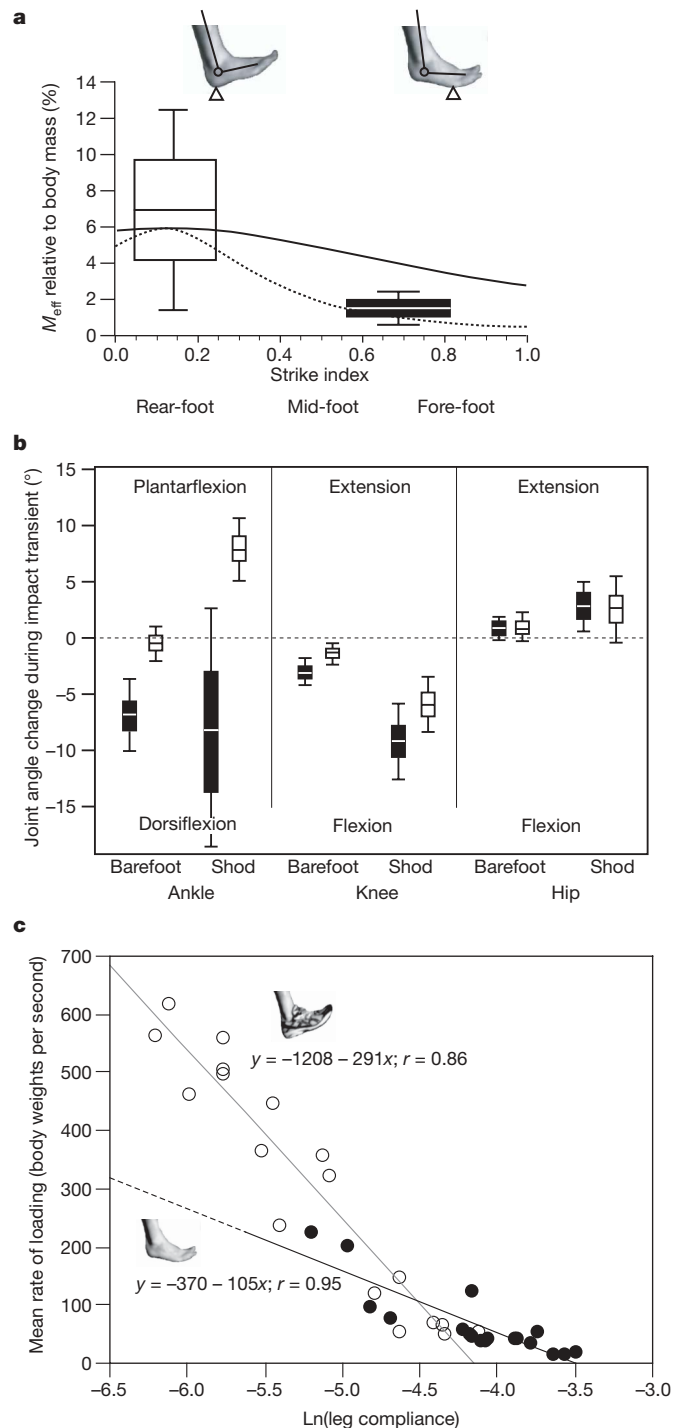 a
M_eff relative to body mass (%)
14
12
10
8
6
4
2
0
0.0 0.2 0.4 0.6 0.8 1.0
Strike index
Rear-foot Mid-foot Fore-foot
b
Joint angle change during impact transient (°)
15
10
5
0
–5
–10
–15
Plantarflexion Extension Extension
Dorsiflexion Flexion Flexion
Barefoot Shod Barefoot Shod Barefoot Shod
Ankle Knee Hip
c
Mean rate of loading (body weights per second)
700
600
500
400
300
200
100
0
y = –1208 – 291x; r = 0.86
y = –370 – 105x; r = 0.95
–6.5 –6.0 –5.5 –5.0 –4.5 –4.0 –3.5 –3.0
Ln(leg compliance)